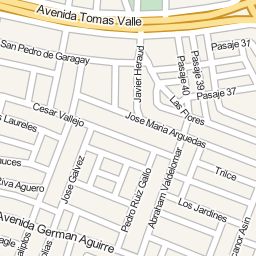 Avenida Tomas Valle
San Pedro de Garagay
Javier Heraud
Pasaje 31
Pasaje 39
Pasaje 40
Pasaje 37
Las Flores
Cesar Vallejo
Jose Maria Arguedas
Laureles
Riva Aguero
Jose Galvez
Pedro Ruiz Gallo
Abraham Valdelomar
Trilce
Los Jardines
Avenida German Aguirre